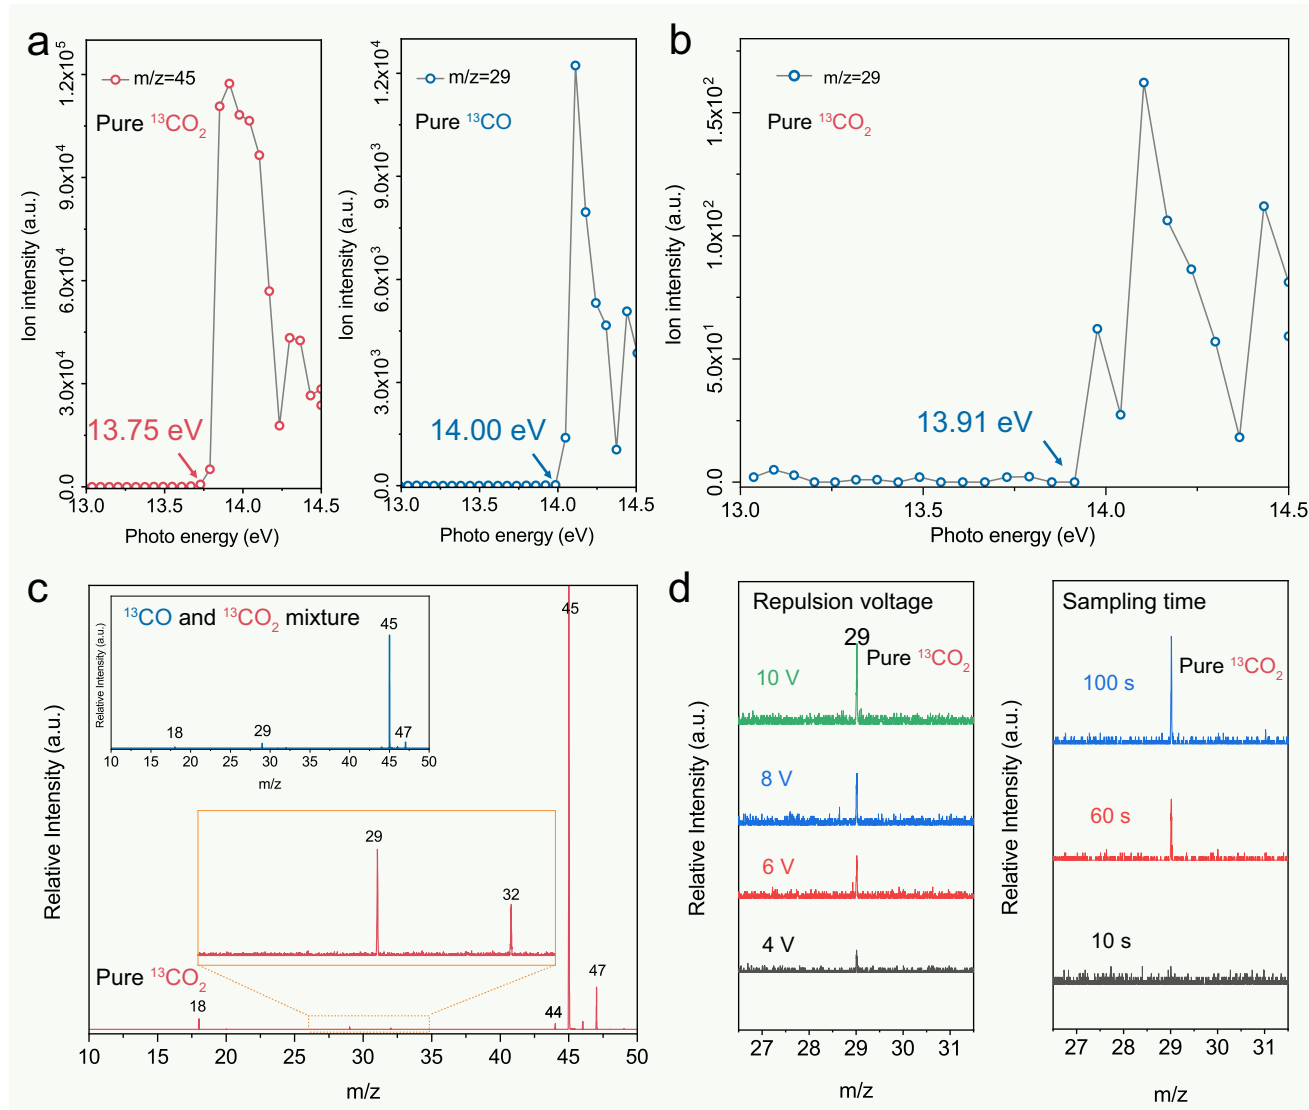 a
m/z=45
Pure ¹³CO₂
13.75 eV
Ion intensity (a.u.)
1.2x10⁵
9.0x10⁴
6.0x10⁴
3.0x10⁴
0.0
13.0 13.5 14.0 14.5
Photo energy (eV)
m/z=29
Pure ¹³CO
14.00 eV
Ion intensity (a.u.)
1.2x10⁴
9.0x10³
6.0x10³
3.0x10³
0.0
13.0 13.5 14.0 14.5
Photo energy (eV)
b
m/z=29
Pure ¹³CO₂
13.91 eV
Ion intensity (a.u.)
1.5x10²
1.0x10²
5.0x10¹
0.0
13.0 13.5 14.0 14.5
Photo energy (eV)
c
¹³CO and ¹³CO₂ mixture
Relative Intensity (a.u.)
18 29 45 47
10 15 20 25 30 35 40 45 50
m/z
45
29
32
Pure ¹³CO₂
18
44
47
Relative Intensity (a.u.)
10 15 20 25 30 35 40 45 50
m/z
d
Repulsion voltage
29
Pure ¹³CO₂
10 V
8 V
6 V
4 V
Relative Intensity (a.u.)
27 28 29 30 31
m/z
Sampling time
Pure ¹³CO₂
100 s
60 s
10 s
Relative Intensity (a.u.)
27 28 29 30 31
m/z